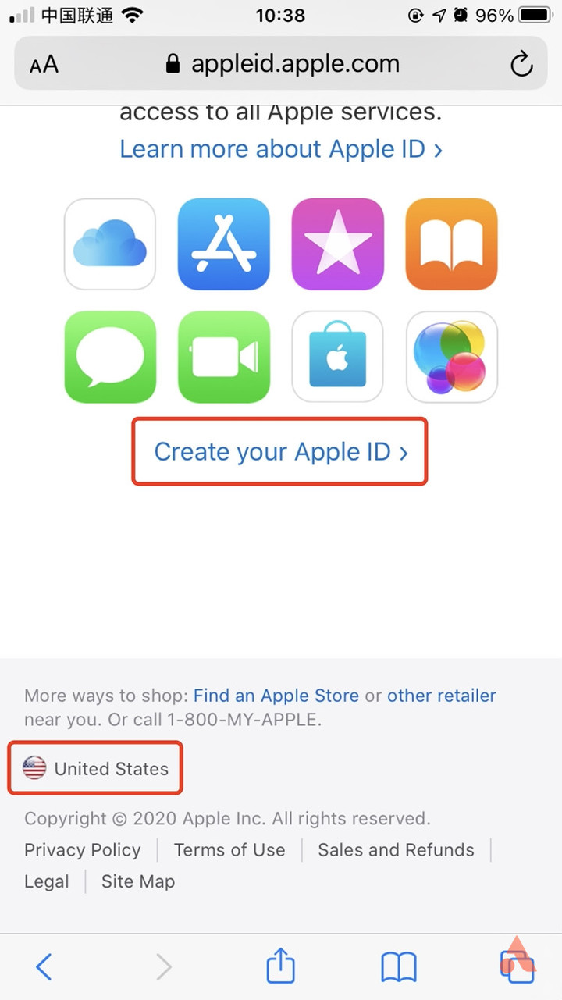 中国联通 10:38 96%
AA appleid.apple.com
access to all Apple services.
Learn more about Apple ID >
Create your Apple ID >
More ways to shop: Find an Apple Store or other retailer
near you. Or call 1-800-MY-APPLE.
United States
Copyright © 2020 Apple Inc. All rights reserved.
Privacy Policy | Terms of Use | Sales and Refunds |
Legal | Site Map